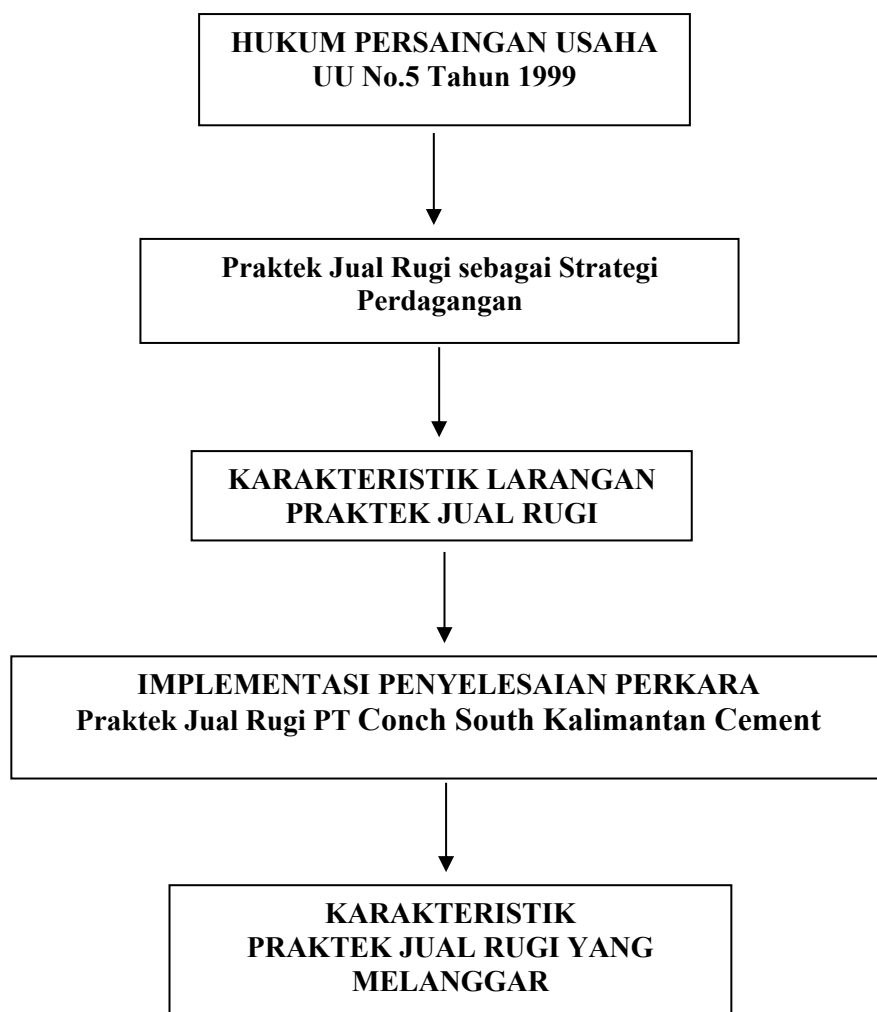 HUKUM PERSAINGAN USAHA
UU No.5 Tahun 1999
Praktek Jual Rugi sebagai Strategi
Perdagangan
KARAKTERISTIK LARANGAN
PRAKTEK JUAL RUGI
IMPLEMENTASI PENYELESAIAN PERKARA
Praktek Jual Rugi PT Conch South Kalimantan Cement
KARAKTERISTIK
PRAKTEK JUAL RUGI YANG
MELANGGAR